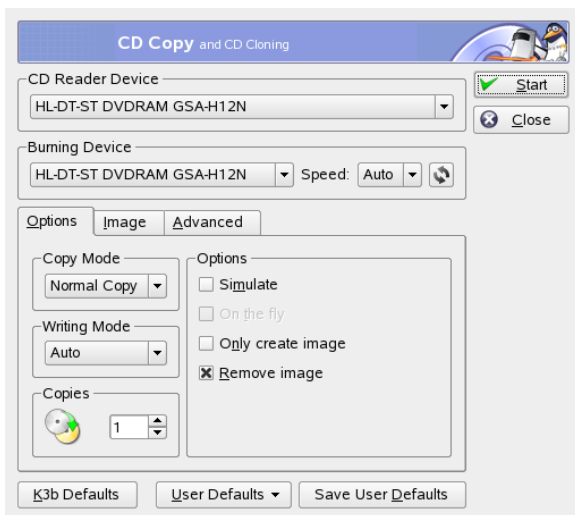 CD Copy and CD Cloning
CD Reader Device
HL-DT-ST DVDRAM GSA-H12N
Start
Close
Burning Device
HL-DT-ST DVDRAM GSA-H12N
Speed: Auto
Options
Image
Advanced
Copy Mode
Normal Copy
Writing Mode
Auto
Copies
1
Options
Simulate
On the fly
Only create image
Remove image
K3b Defaults
User Defaults
Save User Defaults